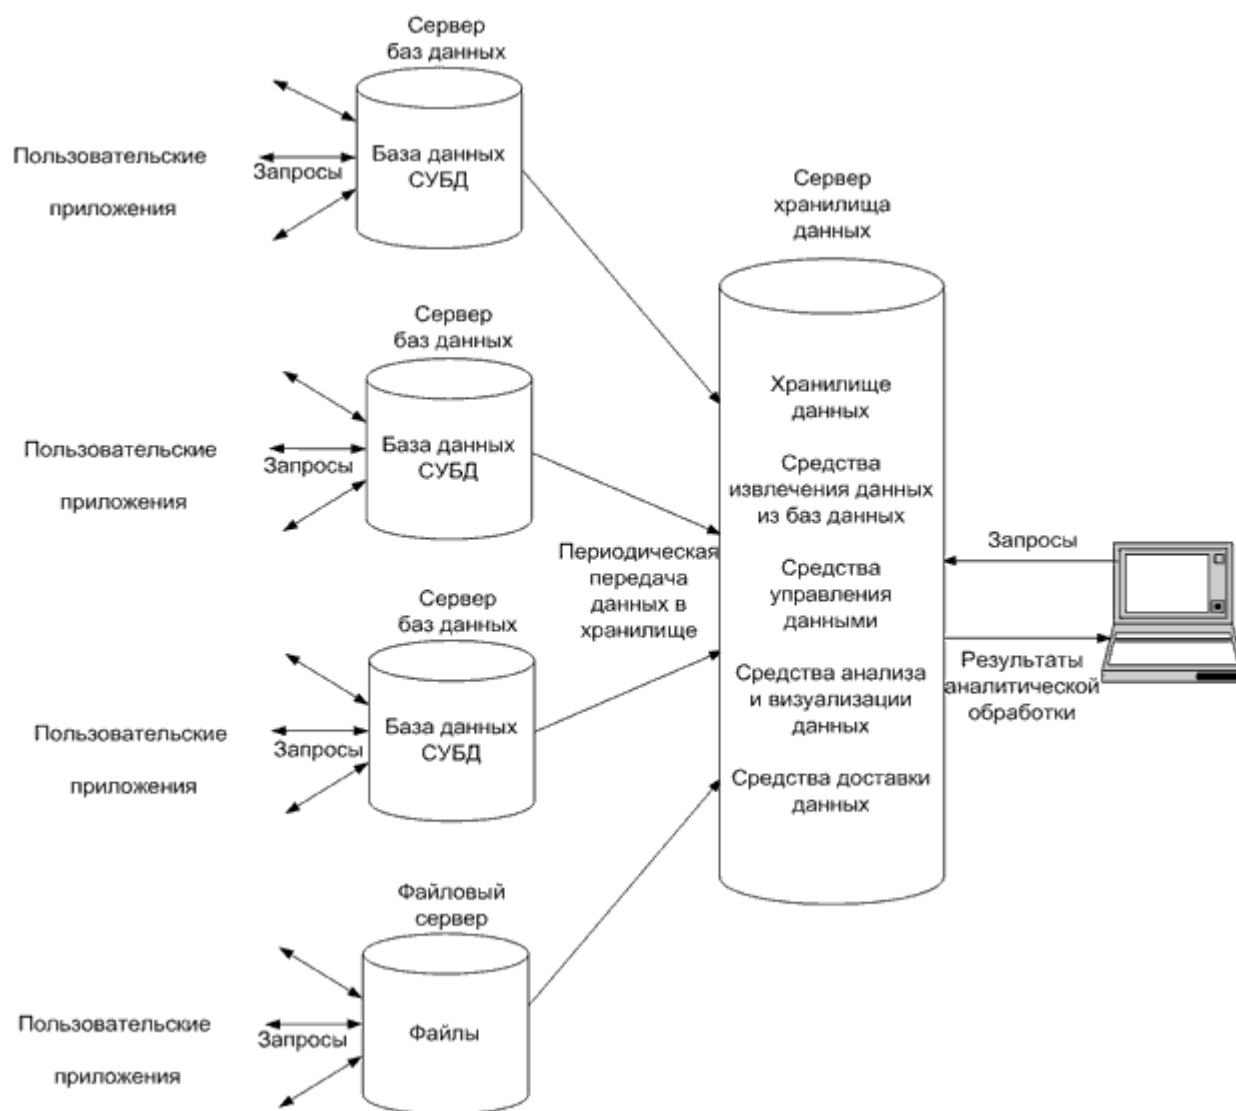 Сервер
баз данных
Пользовательские
приложения
Запросы
База данных
СУБД
Сервер
баз данных
Пользовательские
приложения
Запросы
База данных
СУБД
Сервер
баз данных
Пользовательские
приложения
Запросы
База данных
СУБД
Файловый
сервер
Пользовательские
приложения
Запросы
Файлы
Периодическая
передача
данных в
хранилище
Сервер
хранилища
данных
Хранилище
данных
Средства
извлечения данных
из баз данных
Средства
управления
данными
Средства анализа
и визуализации
данных
Средства доставки
данных
Запросы
Результаты
аналитической
обработки